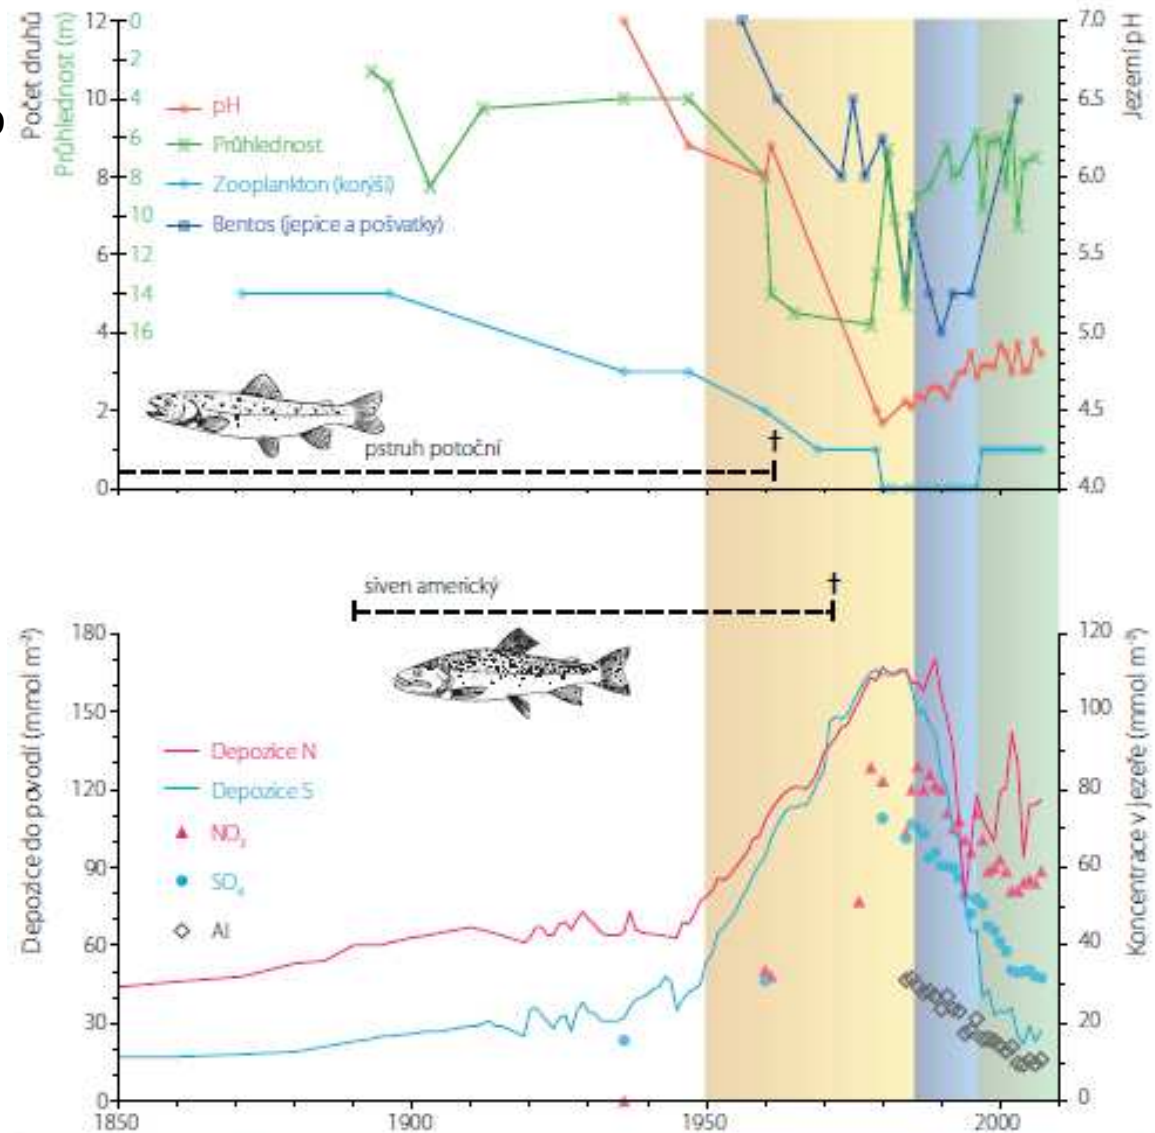 Počet druhů
Průhlednost (m)
12
10
8
6
4
2
0
0
2
4
6
8
10
12
14
16
pH
Průhlednost
Zooplankton (korýši)
Bentos (jepice a pošvatky)
pstruh potoční
†
7.0
6.5
6.0
5.5
5.0
4.5
4.0
Jezerní pH
siven americký
†
Depozice do povodí (mmol m⁻²)
180
150
120
90
60
30
0
Depozice N
Depozice S
NO₃
SO₄
Al
120
100
80
60
40
20
0
Koncentrace v jezeře (mmol m⁻³)
1850
1900
1950
2000